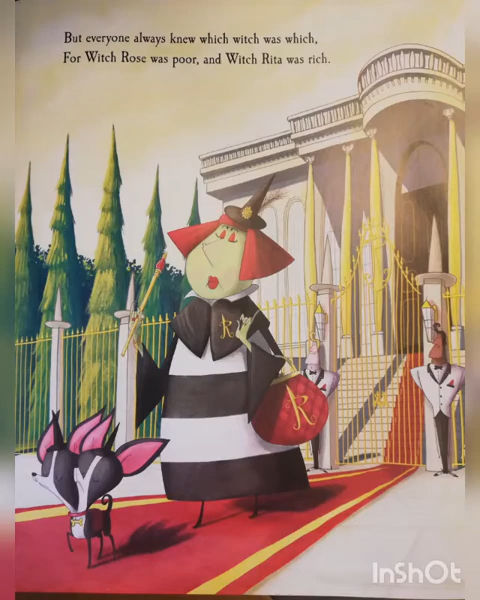 But everyone always knew which witch was which,
For Witch Rose was poor, and Witch Rita was rich.
R
R
InShOt